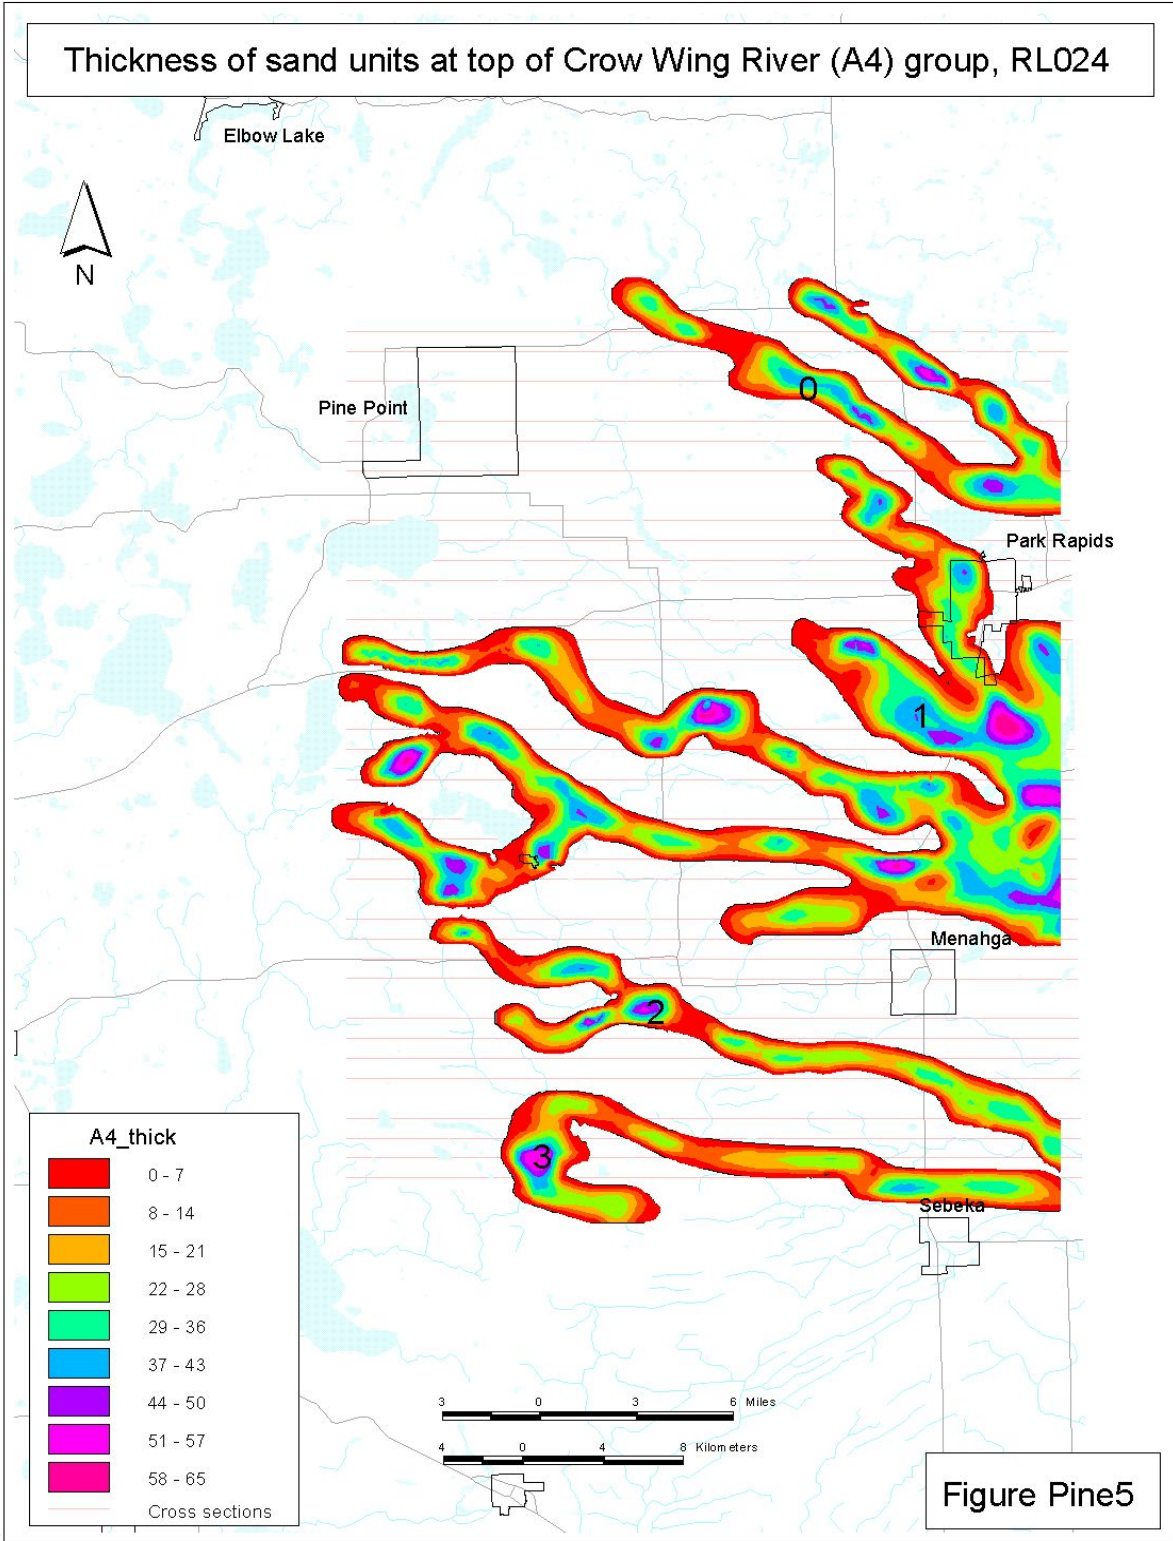 Thickness of sand units at top of Crow Wing River (A4) group, RL024
Elbow Lake
N
Pine Point
0
Park Rapids
1
Menahga
2
3
Sebeka
A4_thick
0 - 7
8 - 14
15 - 21
22 - 28
29 - 36
37 - 43
44 - 50
51 - 57
58 - 65
Cross sections
3 0 3 6 Miles
4 0 4 8 Kilometers
Figure Pine5